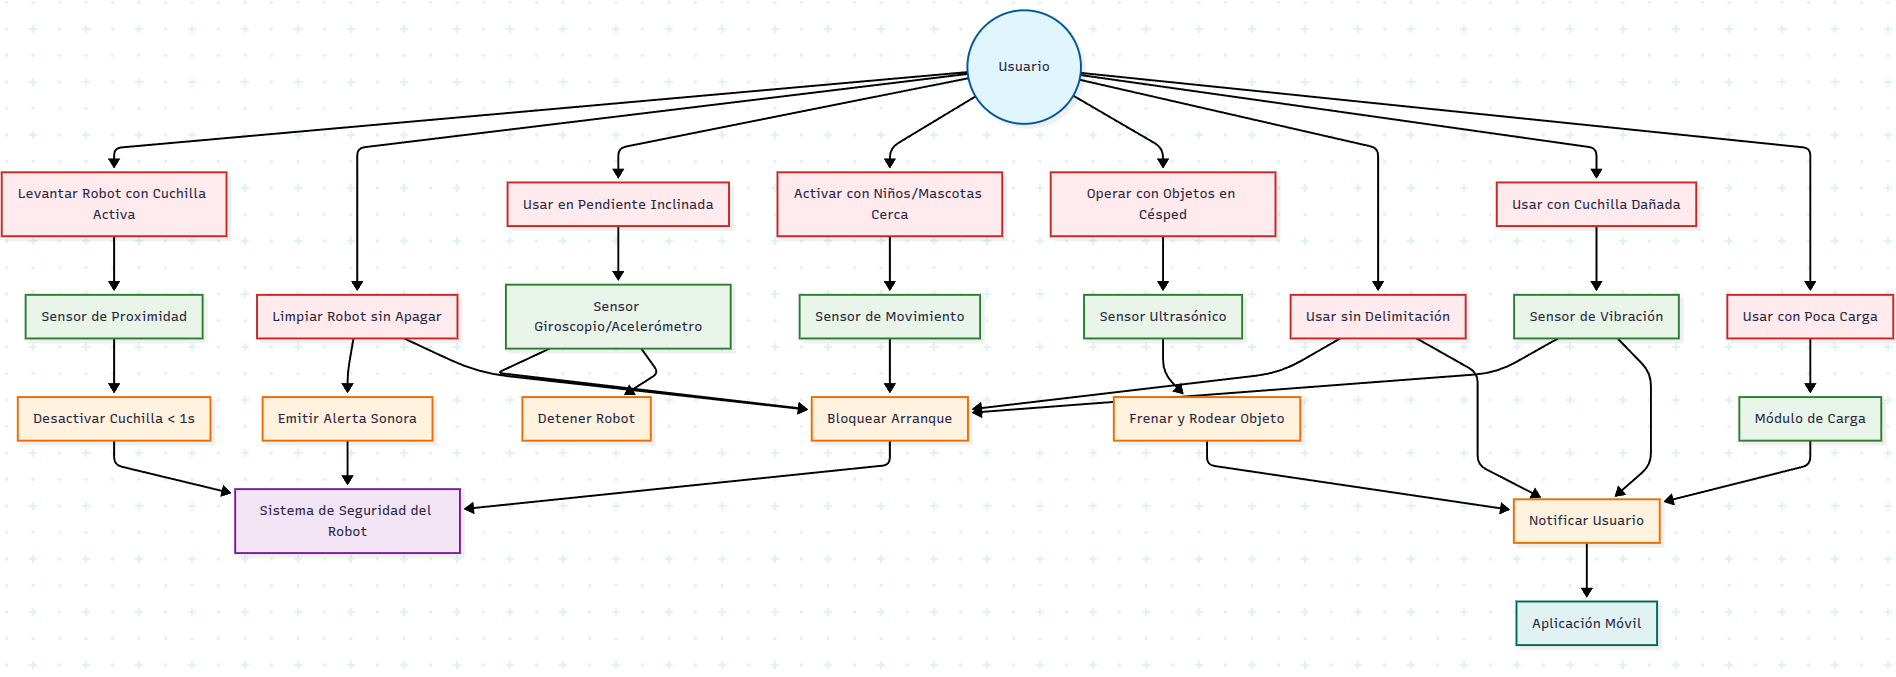 Usuario
Levantar Robot con Cuchilla
Activa
Usar en Pendiente Inclinada
Activar con Niños/Mascotas
Cerca
Operar con Objetos en
Césped
Usar con Cuchilla Dañada
Sensor de Proximidad
Limpiar Robot sin Apagar
Sensor
Giroscopio/Acelerómetro
Sensor de Movimiento
Sensor Ultrasónico
Usar sin Delimitación
Sensor de Vibración
Usar con Poca Carga
Desactivar Cuchilla < 1s
Emitir Alerta Sonora
Detener Robot
Bloquear Arranque
Frenar y Rodear Objeto
Módulo de Carga
Sistema de Seguridad del
Robot
Notificar Usuario
Aplicación Móvil